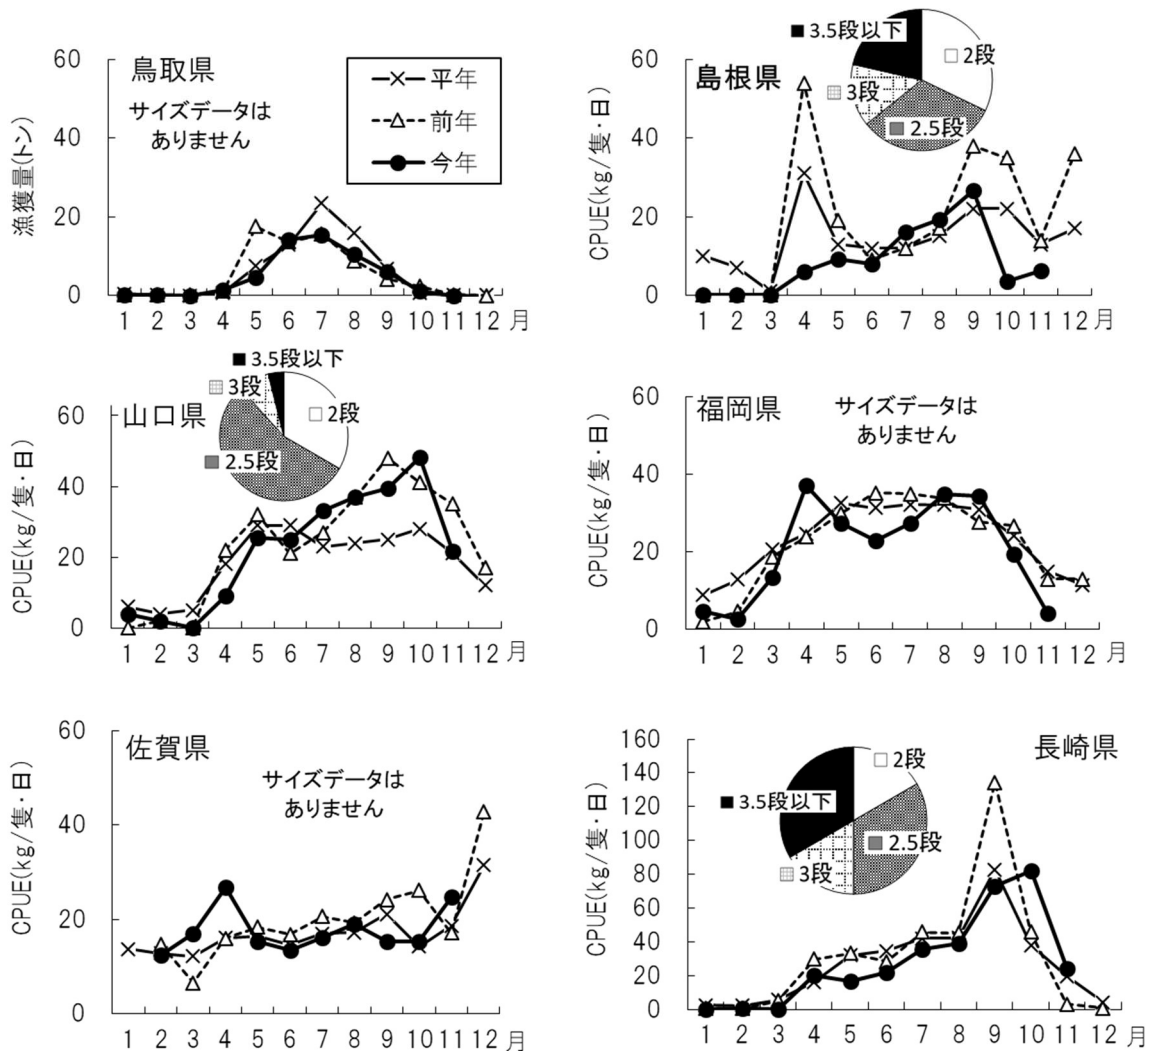 鳥取県
サイズデータは
ありません
平年
前年
今年
漁獲量(トン)
60
40
20
0
1 2 3 4 5 6 7 8 9 10 11 12 月
島根県
■ 3.5段以下
□ 2段
3段
2.5段
CPUE(kg/隻・日)
60
40
20
0
1 2 3 4 5 6 7 8 9 10 11 12 月
山口県
■ 3.5段以下
3段
□ 2段
2.5段
CPUE(kg/隻・日)
60
40
20
0
1 2 3 4 5 6 7 8 9 10 11 12 月
福岡県
サイズデータは
ありません
CPUE(kg/隻・日)
60
40
20
0
1 2 3 4 5 6 7 8 9 10 11 12 月
佐賀県
サイズデータは
ありません
CPUE(kg/隻・日)
60
40
20
0
1 2 3 4 5 6 7 8 9 10 11 12 月
長崎県
□ 2段
■ 3.5段以下
2.5段
3段
CPUE(kg/隻・日)
160
140
120
100
80
60
40
20
0
1 2 3 4 5 6 7 8 9 10 11 12 月